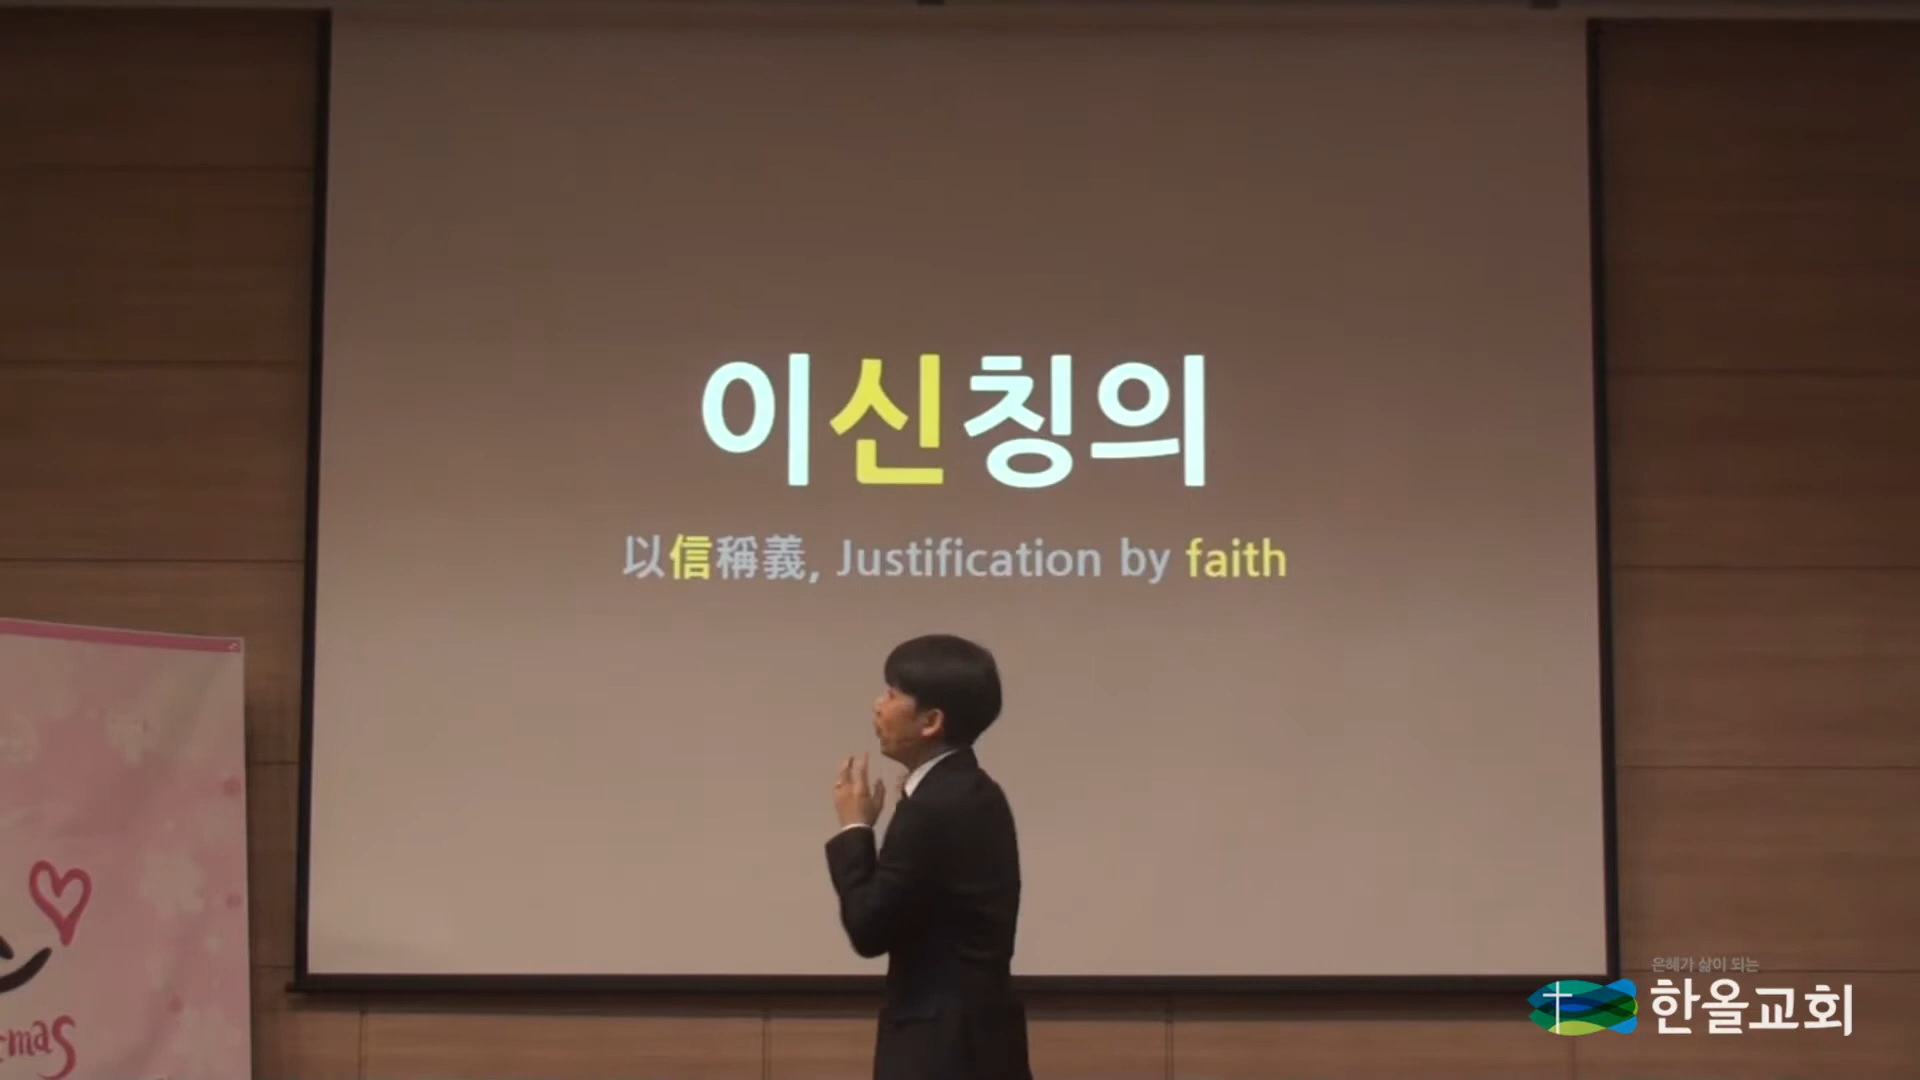 이신칭의
以信稱義, Justification by faith
은혜가 삶이 되는
한올교회
mas